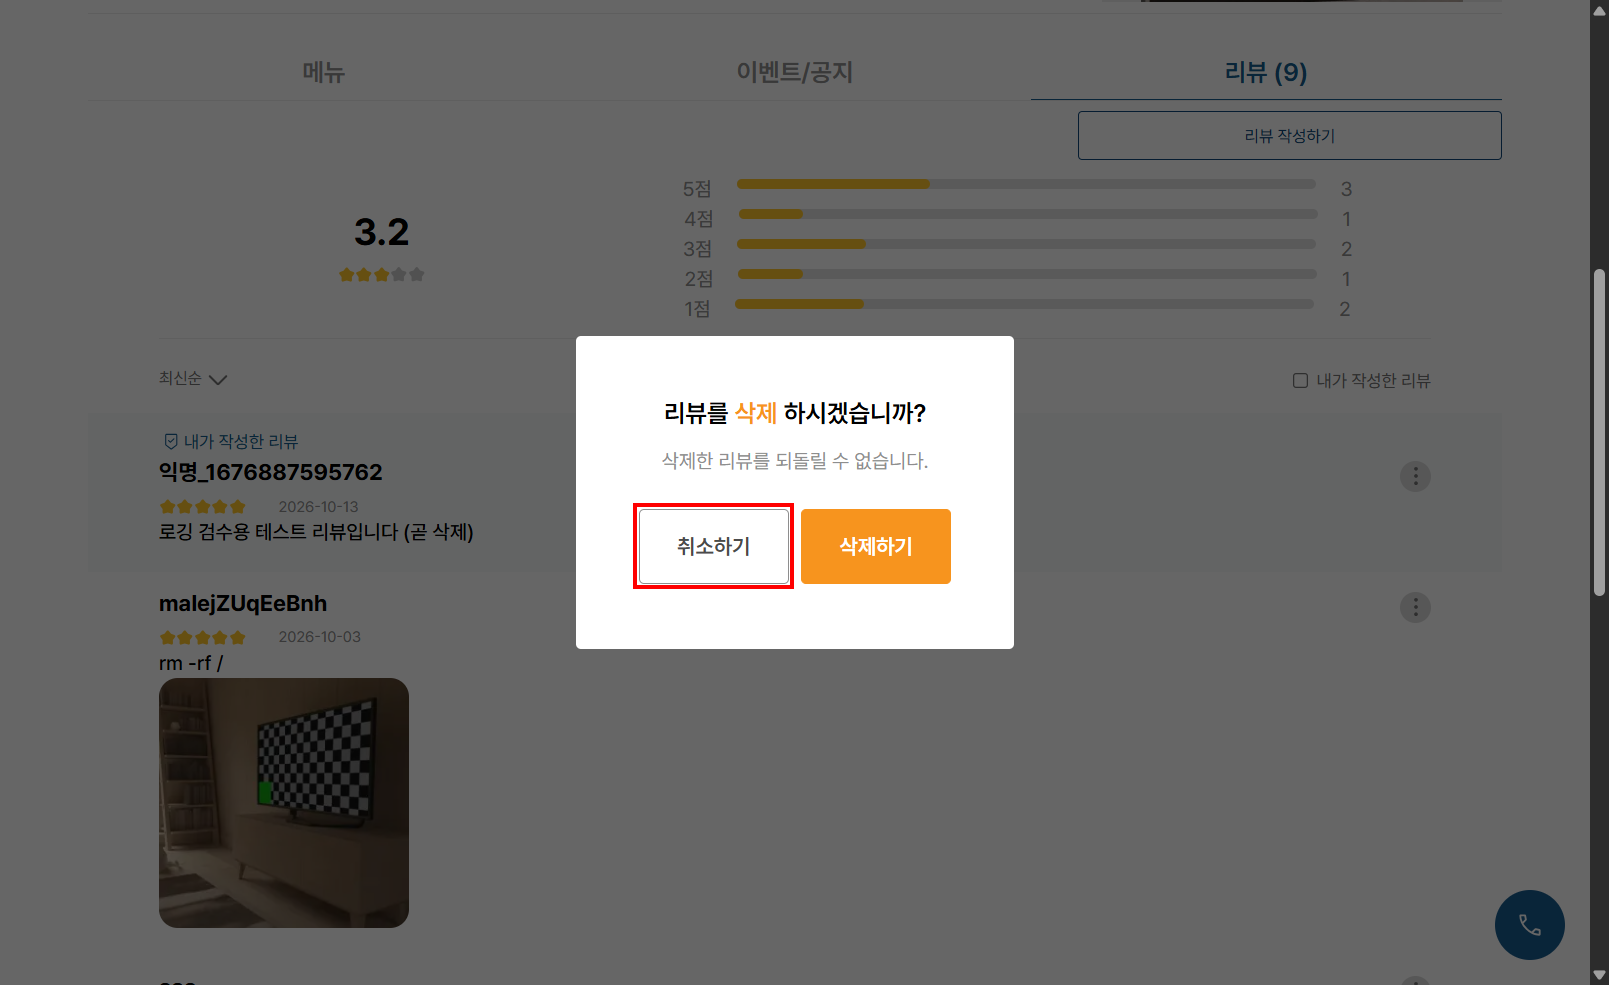 메뉴
이벤트/공지
리뷰 (9)
리뷰 작성하기
3.2
5점 3
4점 1
3점 2
2점 1
1점 2
최신순
내가 작성한 리뷰
리뷰를 삭제 하시겠습니까?
삭제한 리뷰를 되돌릴 수 없습니다.
취소하기
삭제하기
내가 작성한 리뷰
익명_1676887595762
2026-10-13
로깅 검수용 테스트 리뷰입니다 (곧 삭제)
malejZUqEeBnh
2026-10-03
rm -rf /